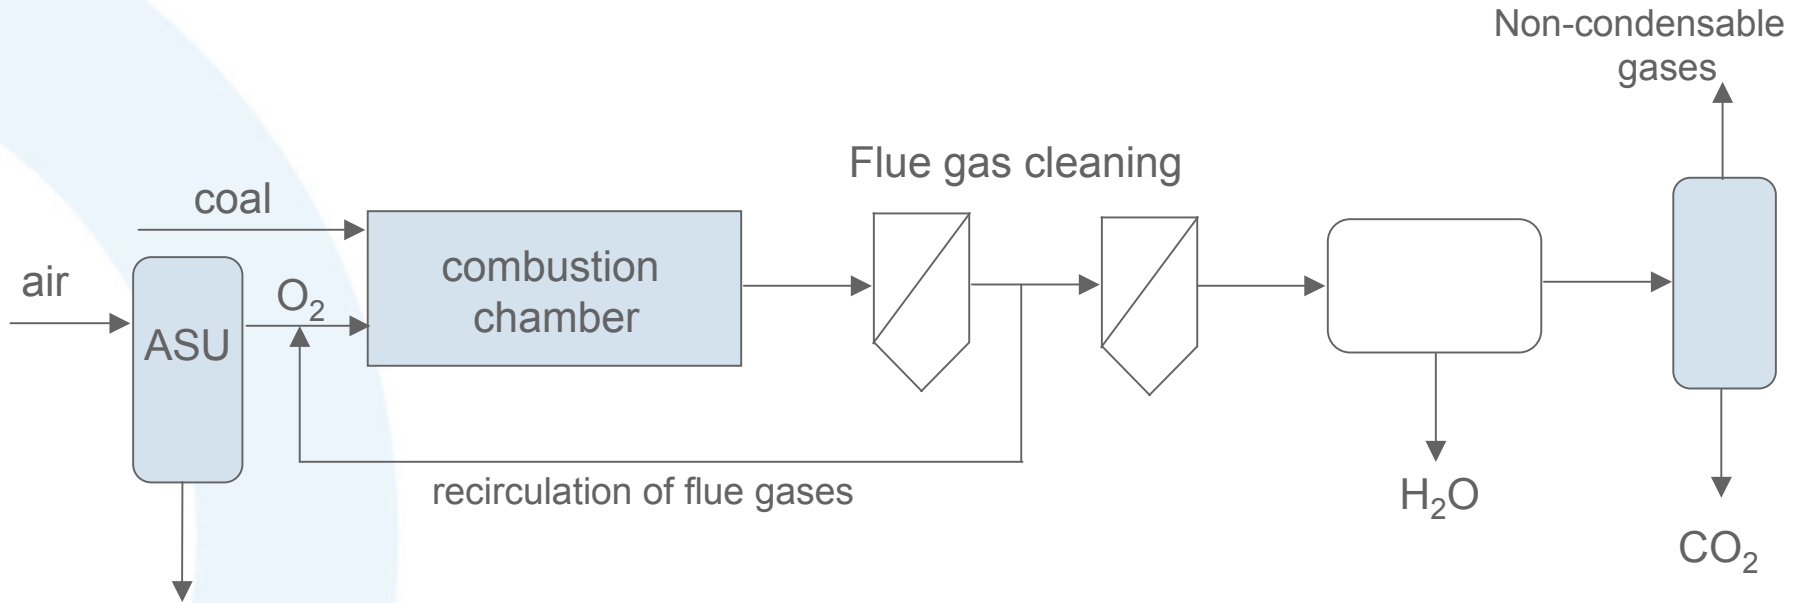 Non-condensable
gases
Flue gas cleaning
coal
combustion
chamber
air
O₂
ASU
recirculation of flue gases
H₂O
CO₂